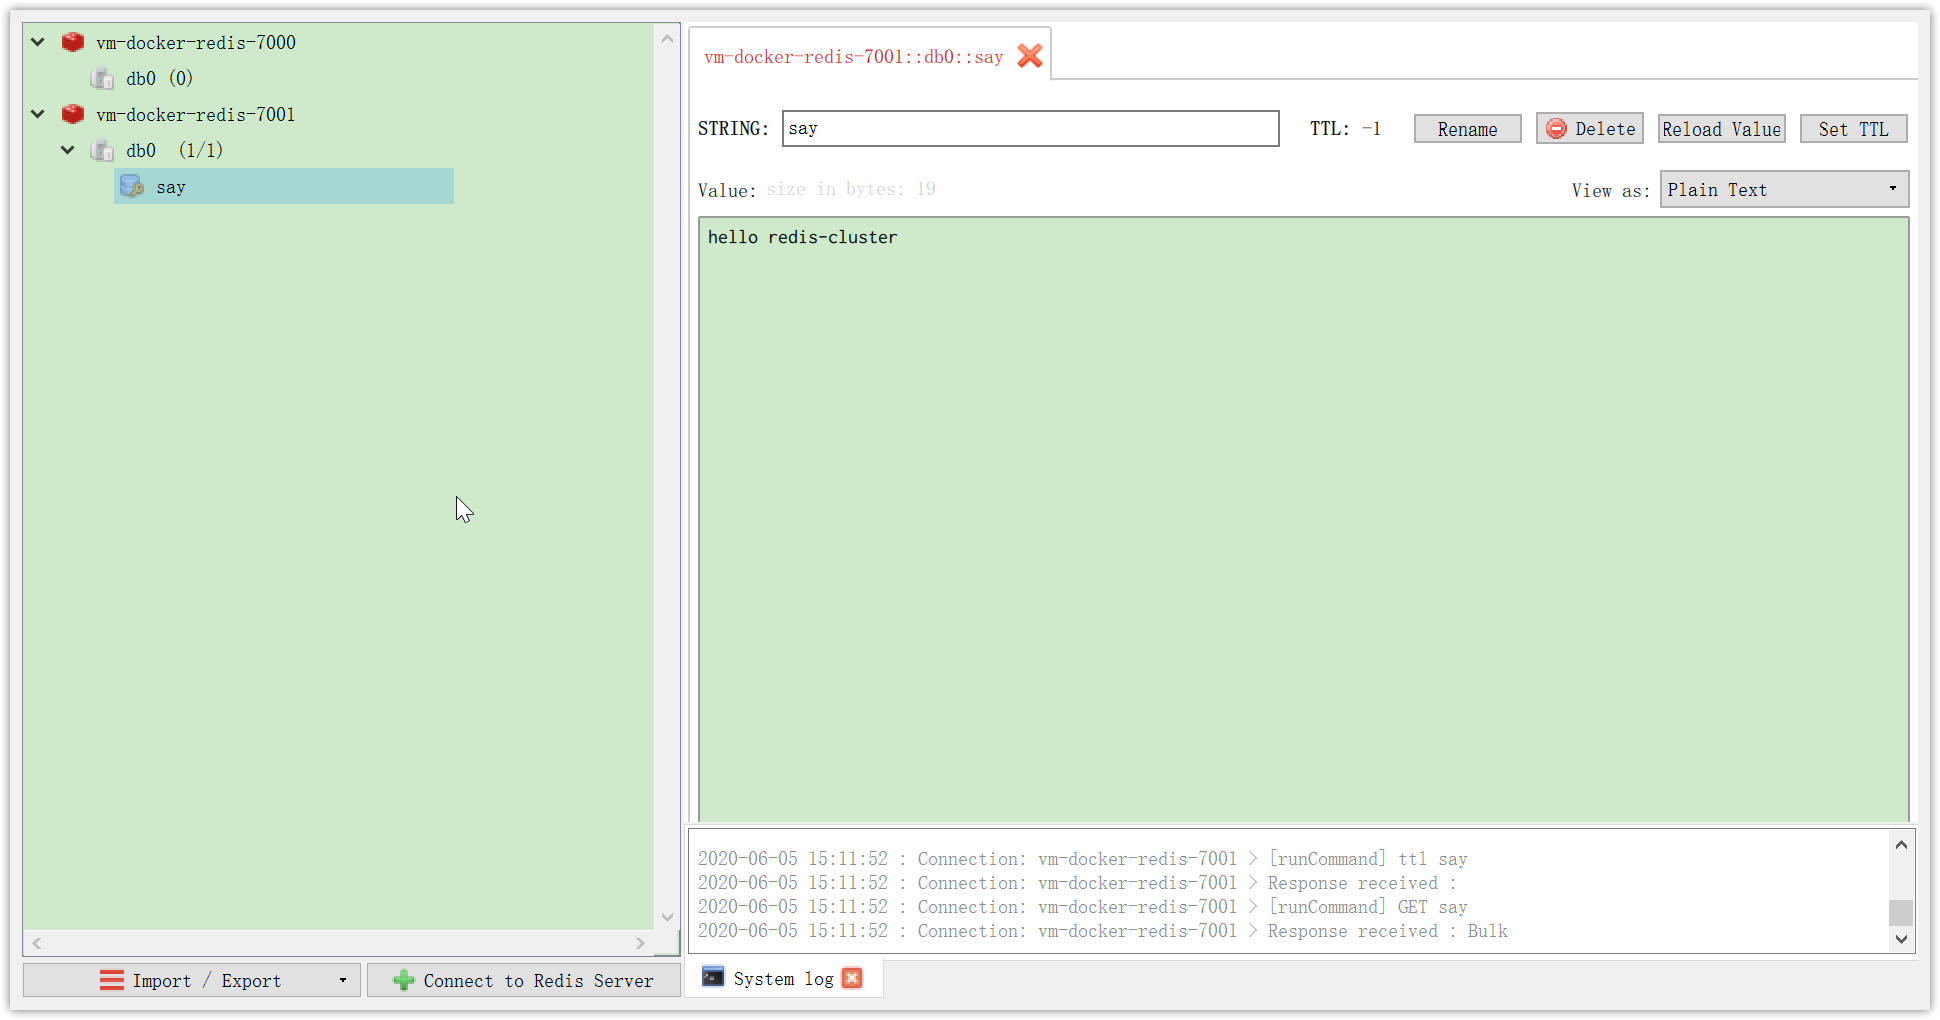 vm-docker-redis-7000
db0 (0)
vm-docker-redis-7001
db0 (1/1)
say
Import / Export
Connect to Redis Server
vm-docker-redis-7001::db0::say
STRING: say TTL: -1 Rename Delete Reload Value Set TTL
Value: size in bytes: 19 View as: Plain Text
hello redis-cluster
2020-06-05 15:11:52 : Connection: vm-docker-redis-7001 > [runCommand] ttl say
2020-06-05 15:11:52 : Connection: vm-docker-redis-7001 > Response received :
2020-06-05 15:11:52 : Connection: vm-docker-redis-7001 > [runCommand] GET say
2020-06-05 15:11:52 : Connection: vm-docker-redis-7001 > Response received : Bulk
System log